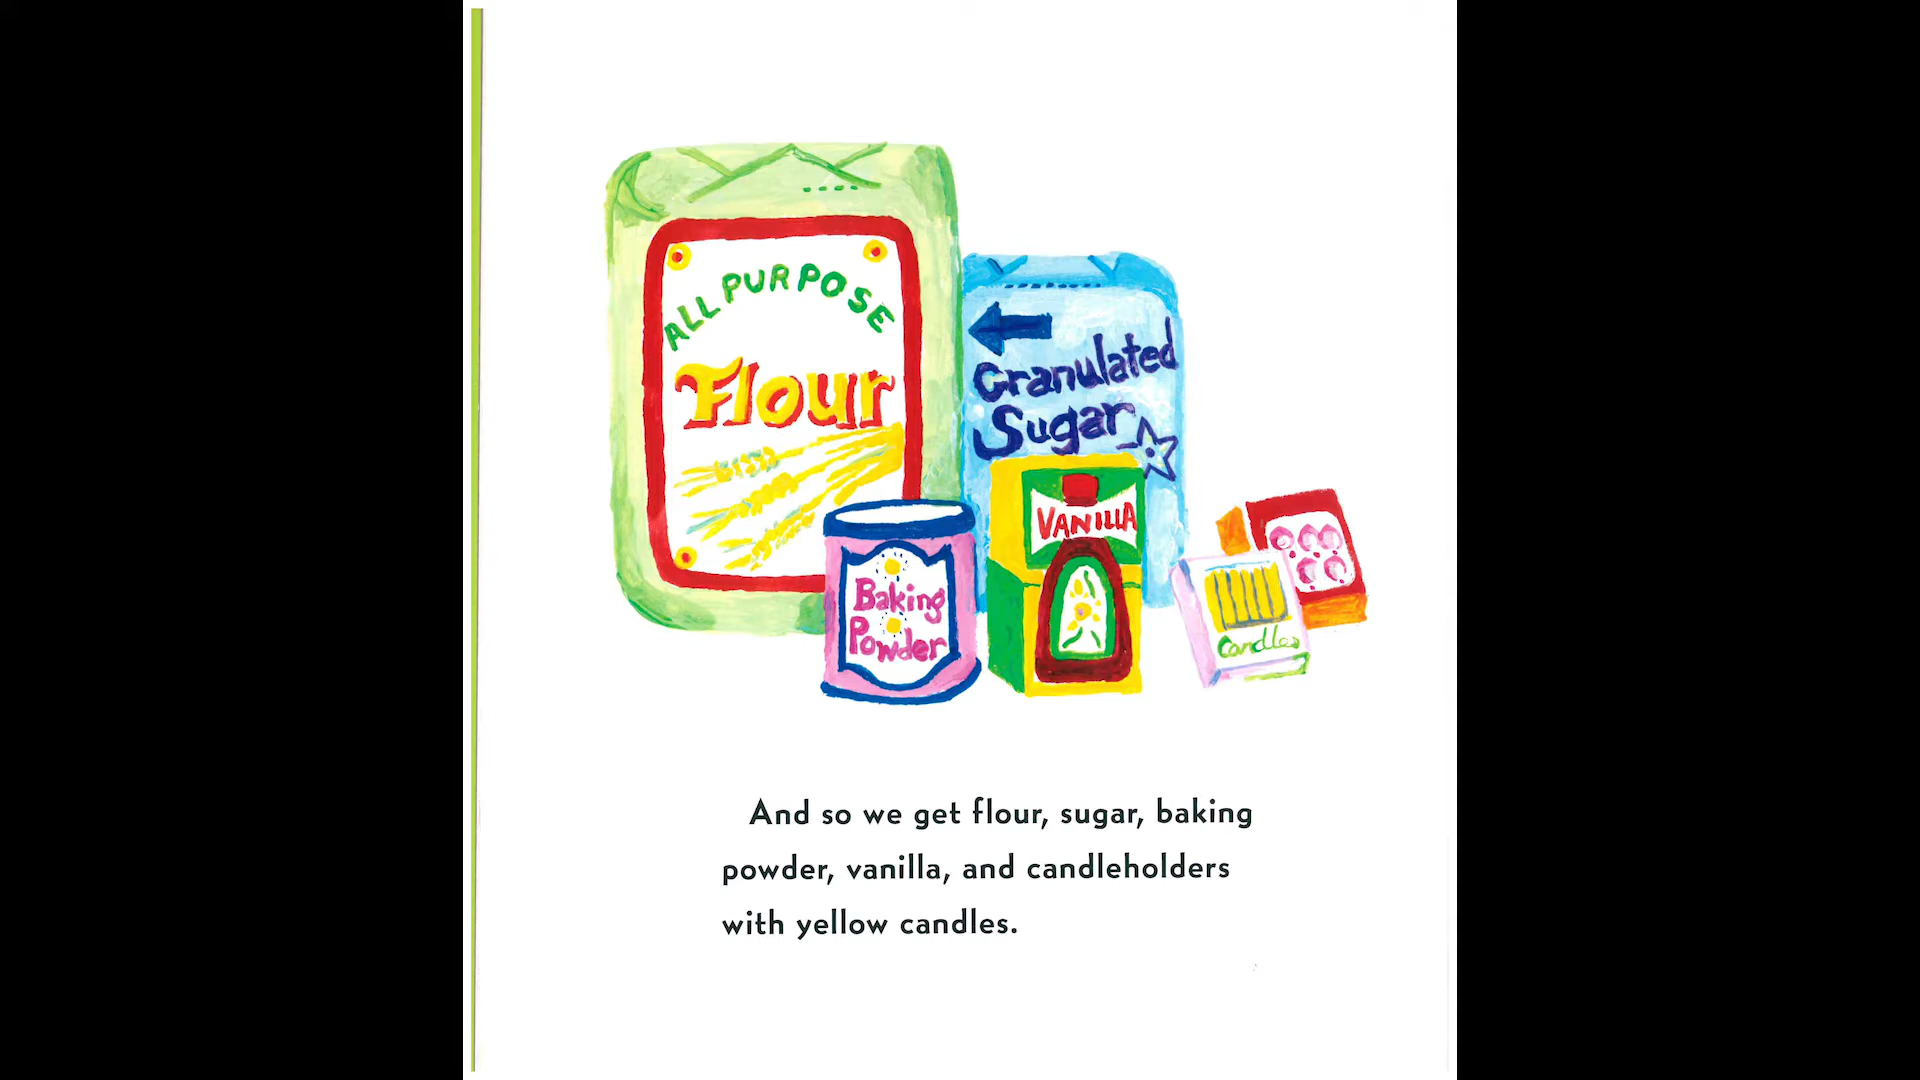 ALL PURPOSE
Flour
Granulated
Sugar
VANILLA
Baking
Powder
Candles
And so we get flour, sugar, baking
powder, vanilla, and candleholders
with yellow candles.